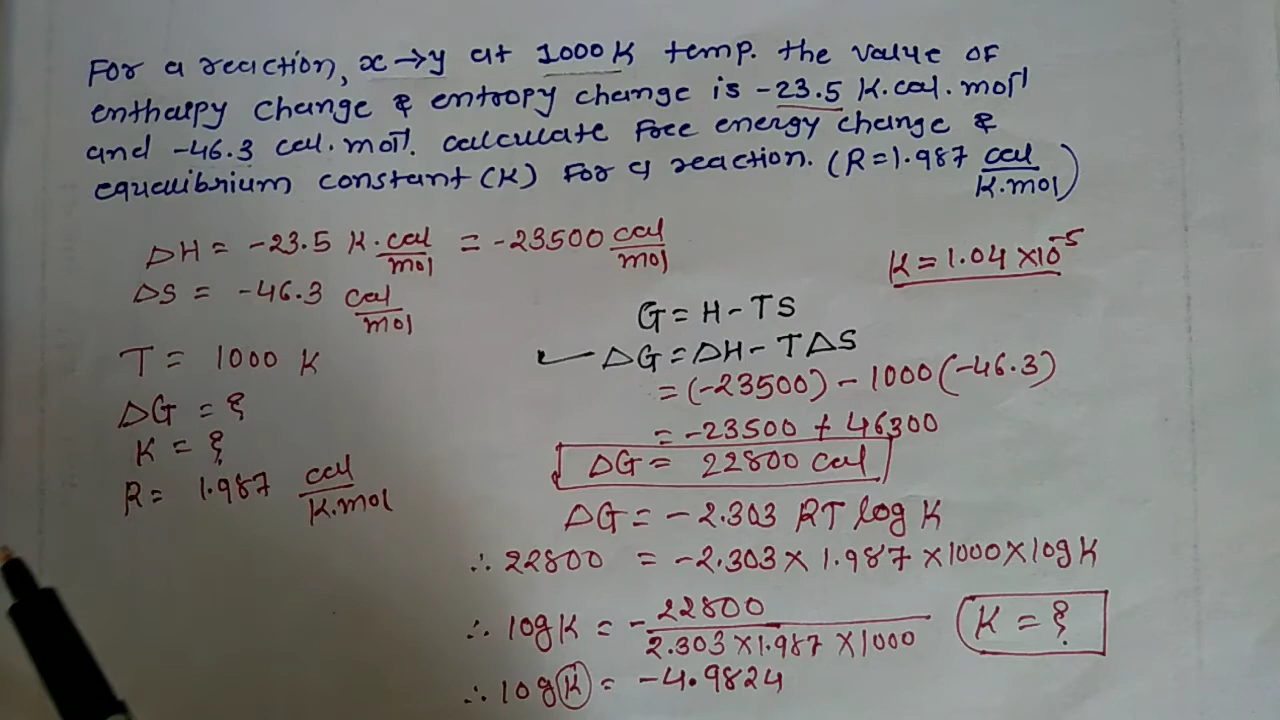 For a reaction, x→y at 1000K temp. the value of
enthalpy change & entropy change is -23.5 K.cal.mol⁻¹
and -46.3 cal.mol⁻¹. calculate free energy change &
equilibrium constant (K) for a reaction. (R=1.987 cal/K.mol)
ΔH = -23.5 K.cal/mol = -23500 cal/mol
K = 1.04 ×10⁻⁵
ΔS = -46.3 cal/mol
G = H - TS
T = 1000 K
ΔG = ΔH - TΔS
= (-23500) - 1000(-46.3)
ΔG = ?
= -23500 + 46300
K = ?
ΔG = 22800 cal
R = 1.987 cal/K.mol
ΔG = -2.303 RT log K
∴ 22800 = -2.303 × 1.987 ×1000× log K
∴ log K = - 22800/2.303 ×1.987 ×1000
K = ?
∴ log K = -4.9824